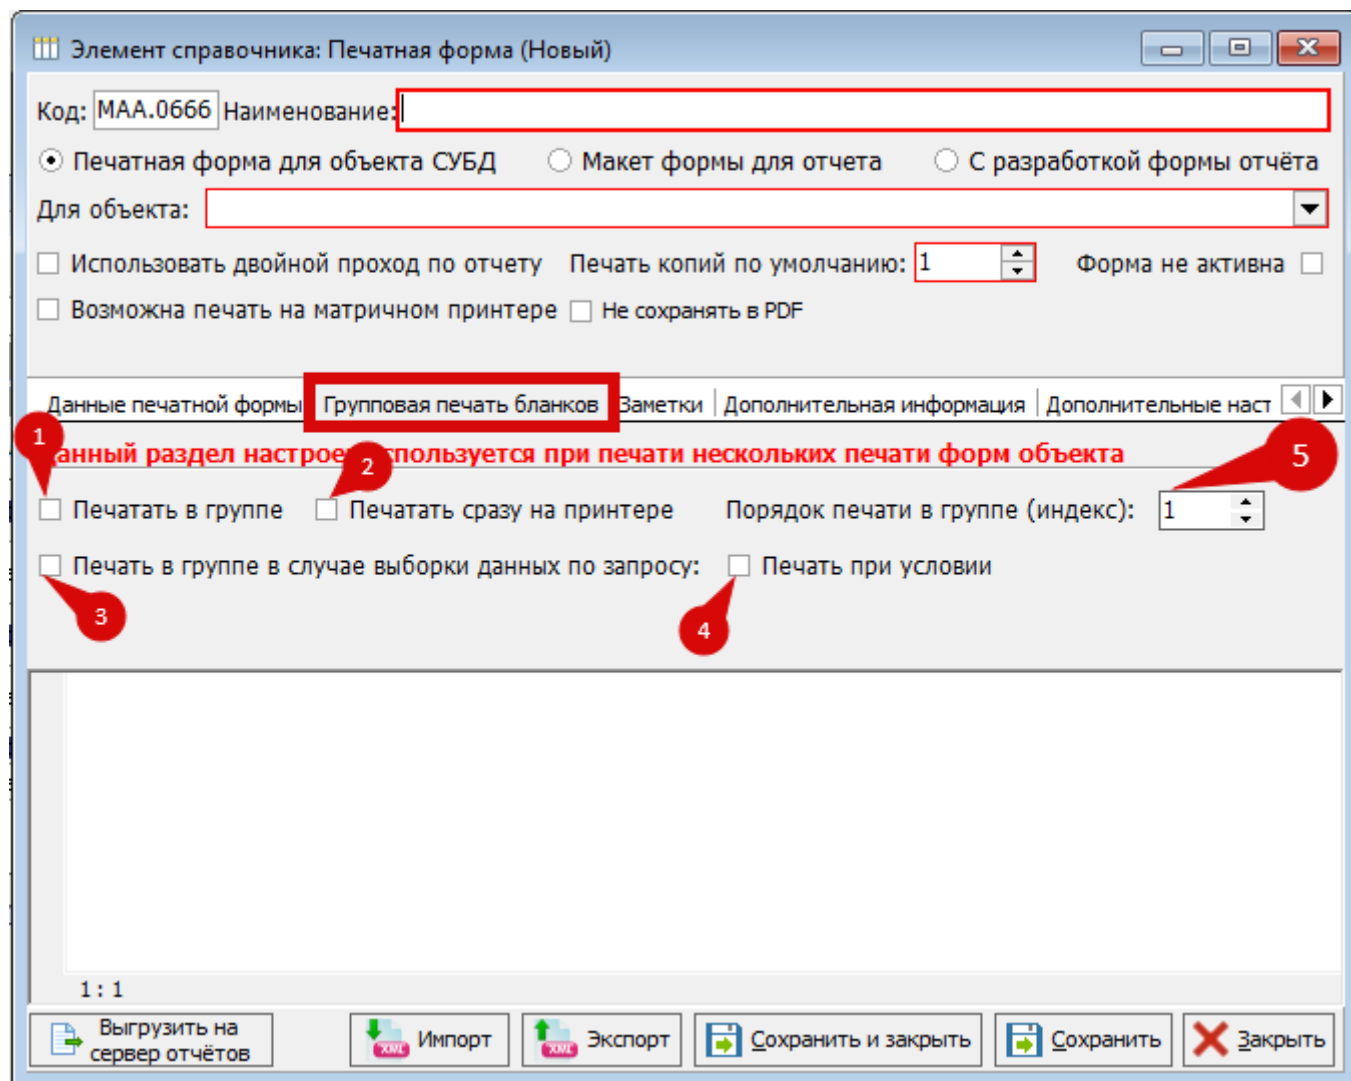 Элемент справочника: Печатная форма (Новый)
Код: МАА.0666 Наименование:
Печатная форма для объекта СУБД Макет формы для отчета С разработкой формы отчёта
Для объекта:
Использовать двойной проход по отчету Печать копий по умолчанию: 1 Форма не активна
Возможна печать на матричном принтере Не сохранять в PDF
Данные печатной формы Групповая печать бланков Заметки Дополнительная информация Дополнительные наст
1 2 5
раздел настроек используется при печати нескольких печати форм объекта
Печатать в группе Печатать сразу на принтере Порядок печати в группе (индекс): 1
Печать в группе в случае выборки данных по запросу: Печать при условии
3 4
1: 1
Выгрузить на
сервер отчётов
XML Импорт XML Экспорт Сохранить и закрыть Сохранить Закрыть